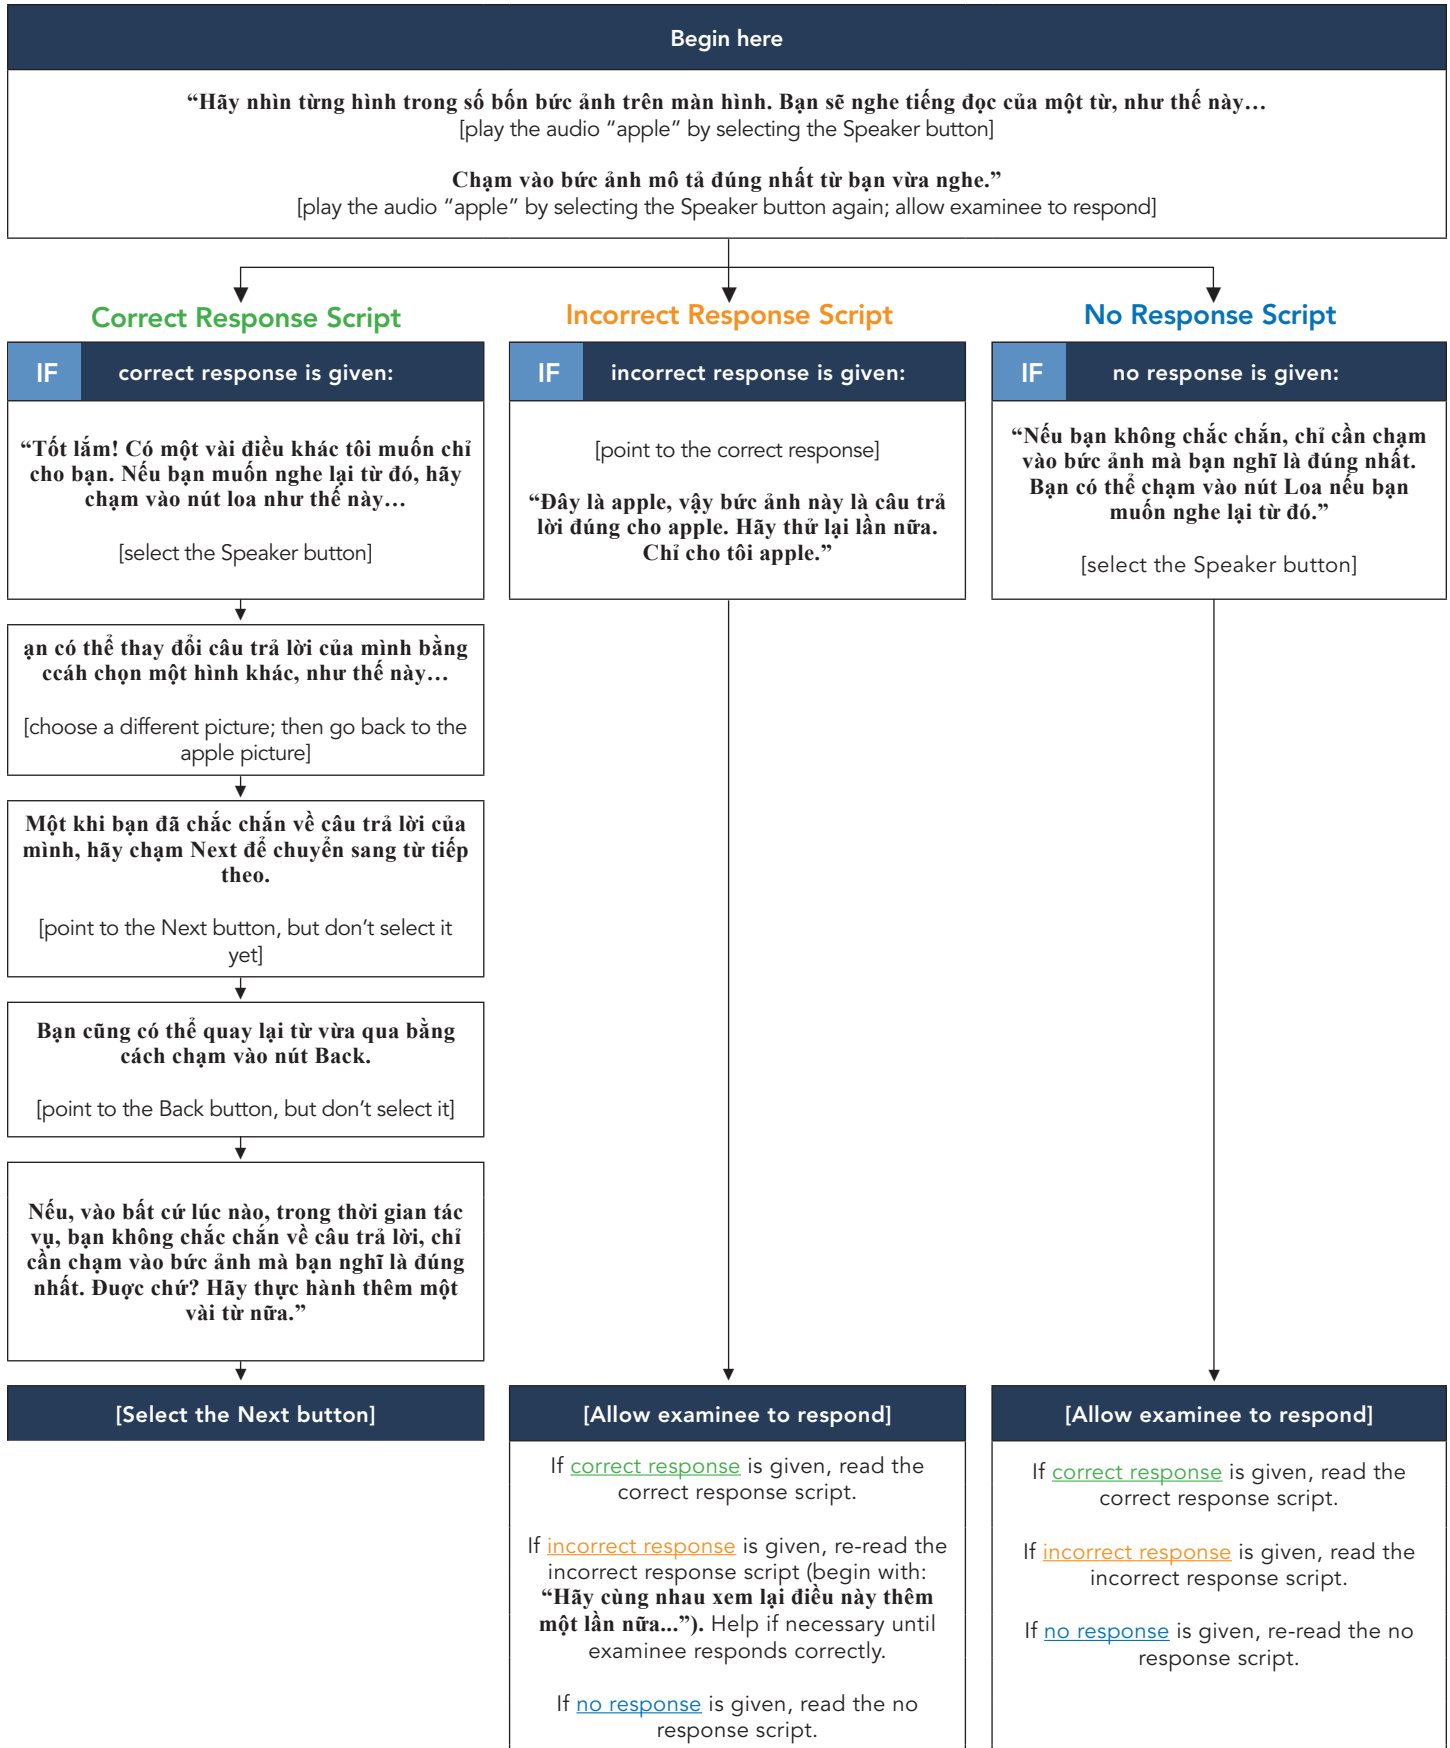 Begin here
“Hãy nhìn từng hình trong số bốn bức ảnh trên màn hình. Bạn sẽ nghe tiếng đọc của một từ, như thế này…
[play the audio “apple” by selecting the Speaker button]
Chạm vào bức ảnh mô tả đúng nhất từ bạn vừa nghe.”
[play the audio “apple” by selecting the Speaker button again; allow examinee to respond]
Correct Response Script
IF correct response is given:
“Tốt lắm! Có một vài điều khác tôi muốn chỉ
cho bạn. Nếu bạn muốn nghe lại từ đó, hãy
chạm vào nút loa như thế này…
[select the Speaker button]
ạn có thể thay đổi câu trả lời của mình bằng
ccáh chọn một hình khác, như thế này…
[choose a different picture; then go back to the
apple picture]
Một khi bạn đã chắc chắn về câu trả lời của
mình, hãy chạm Next để chuyển sang từ tiếp
theo.
[point to the Next button, but don’t select it
yet]
Bạn cũng có thể quay lại từ vừa qua bằng
cách chạm vào nút Back.
[point to the Back button, but don’t select it]
Nếu, vào bất cứ lúc nào, trong thời gian tác
vụ, bạn không chắc chắn về câu trả lời, chỉ
cần chạm vào bức ảnh mà bạn nghĩ là đúng
nhất. Đuợc chứ? Hãy thực hành thêm một
vài từ nữa.”
[Select the Next button]
Incorrect Response Script
IF incorrect response is given:
[point to the correct response]
“Đây là apple, vậy bức ảnh này là câu trả
lời đúng cho apple. Hãy thử lại lần nữa.
Chỉ cho tôi apple.”
[Allow examinee to respond]
If correct response is given, read the
correct response script.
If incorrect response is given, re-read the
incorrect response script (begin with:
“Hãy cùng nhau xem lại điều này thêm
một lần nữa...”). Help if necessary until
examinee responds correctly.
If no response is given, read the no
response script.
No Response Script
IF no response is given:
“Nếu bạn không chắc chắn, chỉ cần chạm
vào bức ảnh mà bạn nghĩ là đúng nhất.
Bạn có thể chạm vào nút Loa nếu bạn
muốn nghe lại từ đó.”
[select the Speaker button]
[Allow examinee to respond]
If correct response is given, read the
correct response script.
If incorrect response is given, read the
incorrect response script.
If no response is given, re-read the no
response script.